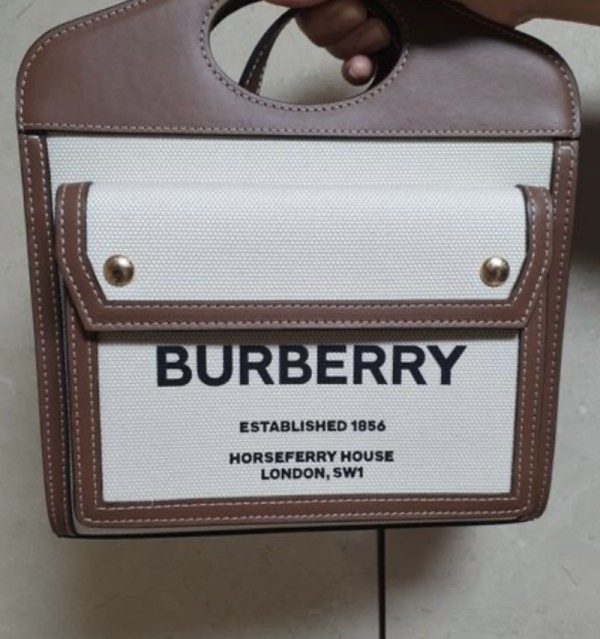 BURBERRY
ESTABLISHED 1856
HORSEFERRY HOUSE
LONDON, SW1